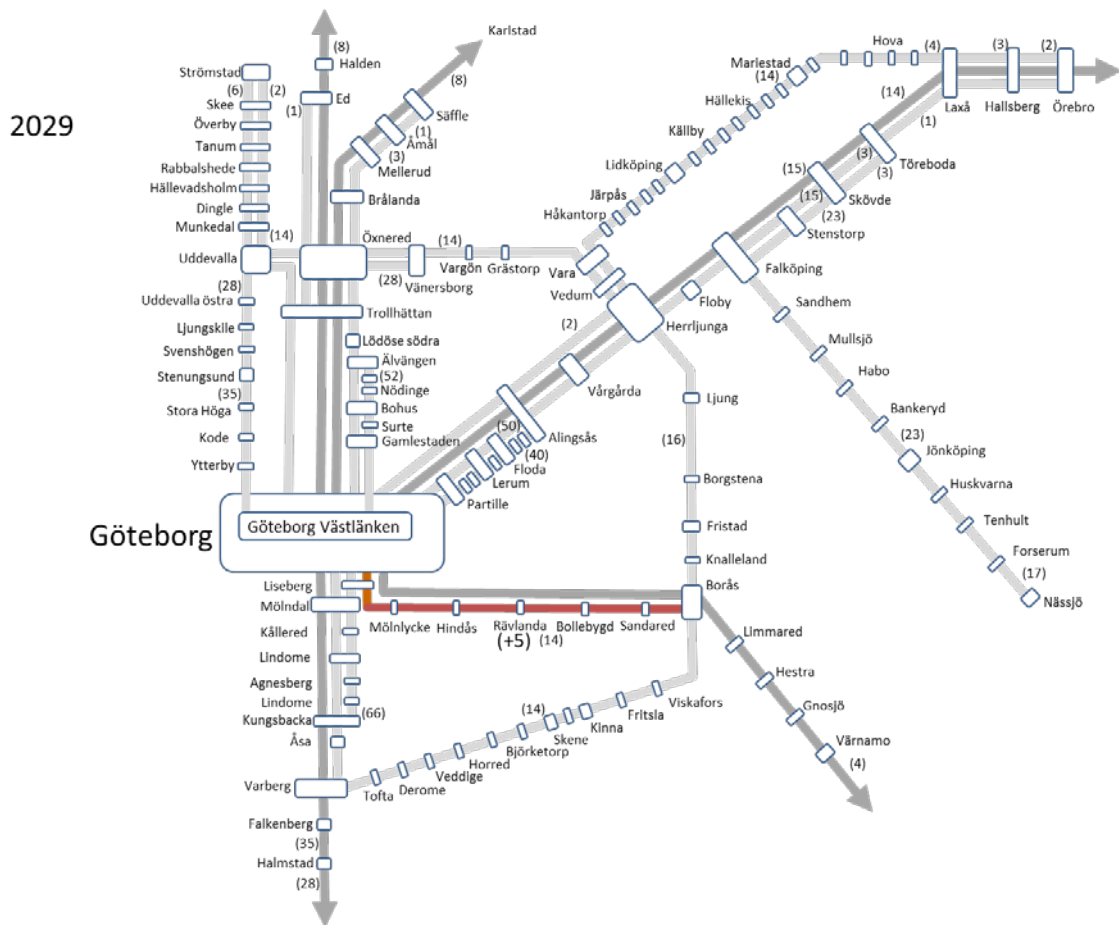 2029
Karlstad
(8)
Halden
(8)
Strömstad
(6)
(2)
Ed
(1)
Skee
Överby
Tanum
Rabbalshede
Hällevadsholm
Dingle
Munkedal
(14)
Uddevalla
(28)
Säffle
(1)
Åmål
(3)
Mellerud
Brålanda
Öxnered
(14)
(28)
Vänersborg
Vargön
Grästorp
Uddevalla östra
Ljungskile
Svenshögen
Stenungsund
(35)
Stora Höga
Kode
Ytterby
Trollhättan
Lödöse södra
Älvängen
(52)
Nödinge
Bohus
Surte
Gamlestaden
Hova
(4)
(3)
(2)
Marlestad
(14)
Hällekis
Källby
Lidköping
Järpås
Håkantorp
Vara
Vedum
(14)
Laxå
Hallsberg
Örebro
(1)
(3)
Töreboda
(3)
(15)
Skövde
(15)
(23)
Stenstorp
Falköping
Floby
Herrljunga
(2)
Vårgårda
Alingsås
(50)
(40)
Floda
Lerum
Partille
Sandhem
Mullsjö
Habo
Bankeryd
(23)
Jönköping
Huskvarna
Tenhult
Forserum
(17)
Nässjö
Ljung
(16)
Borgstena
Fristad
Knalleland
Borås
Göteborg
Göteborg Västlänken
Liseberg
Mölndal
Kållered
Lindome
Agnesberg
Lindome
Kungsbacka
(66)
Åsa
Varberg
Falkenberg
(35)
Halmstad
(28)
Mölnlycke
Hindås
Rävlanda
(+5)
(14)
Bollebygd
Sandared
Limmared
Hestra
Gnosjö
Värnamo
(4)
Viskafors
Fritsla
Kinna
(14)
Skene
Björketorp
Horred
Veddige
Derome
Tofta